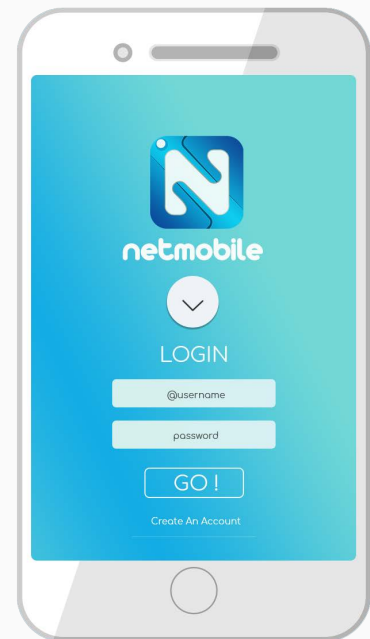 netmobile
LOGIN
@username
password
GO !
Create An Account